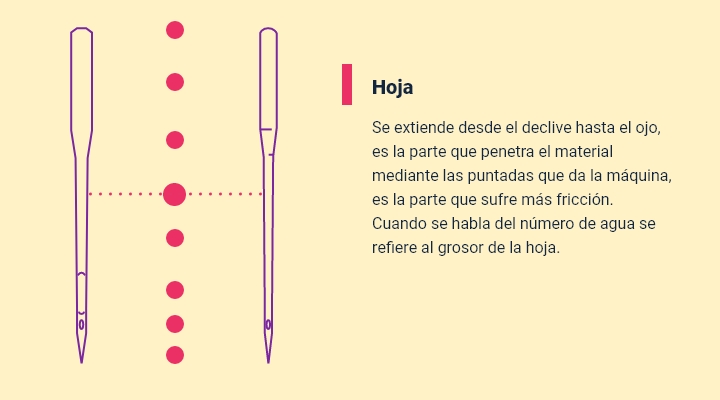 Hoja
Se extiende desde el declive hasta el ojo,
es la parte que penetra el material
mediante las puntadas que da la máquina,
es la parte que sufre más fricción.
Cuando se habla del número de agua se
refiere al grosor de la hoja.